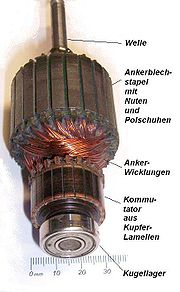 Welle
Ankerblech-
stapel
mit
Nuten
und
Polschuhen
Anker-
Wicklungen
Kommu-
tator
aus
Kupfer-
Lamellen
0 mm 10 20 30
Kugellager